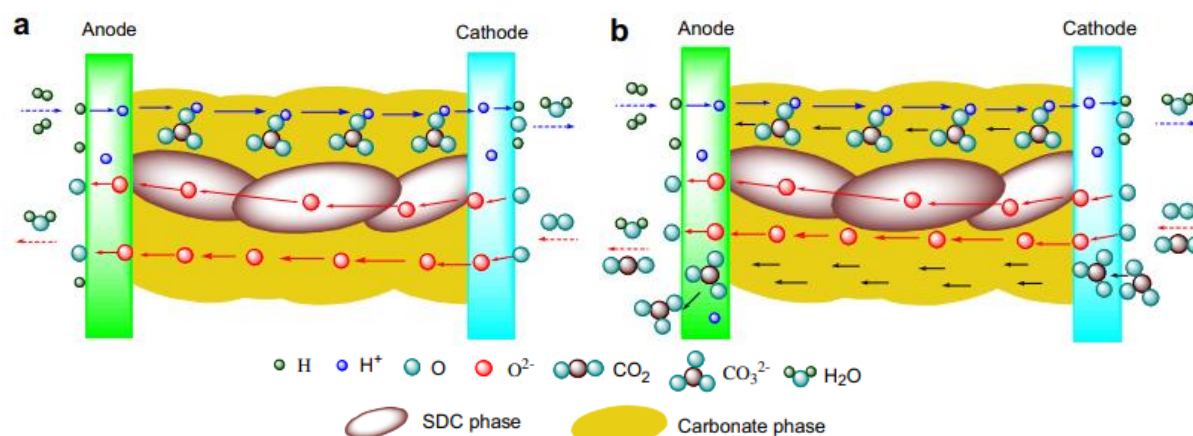 a
Anode
Cathode
b
Anode
Cathode
H
H⁺
O
O²⁻
CO₂
CO₃²⁻
H2O
SDC phase
Carbonate phase